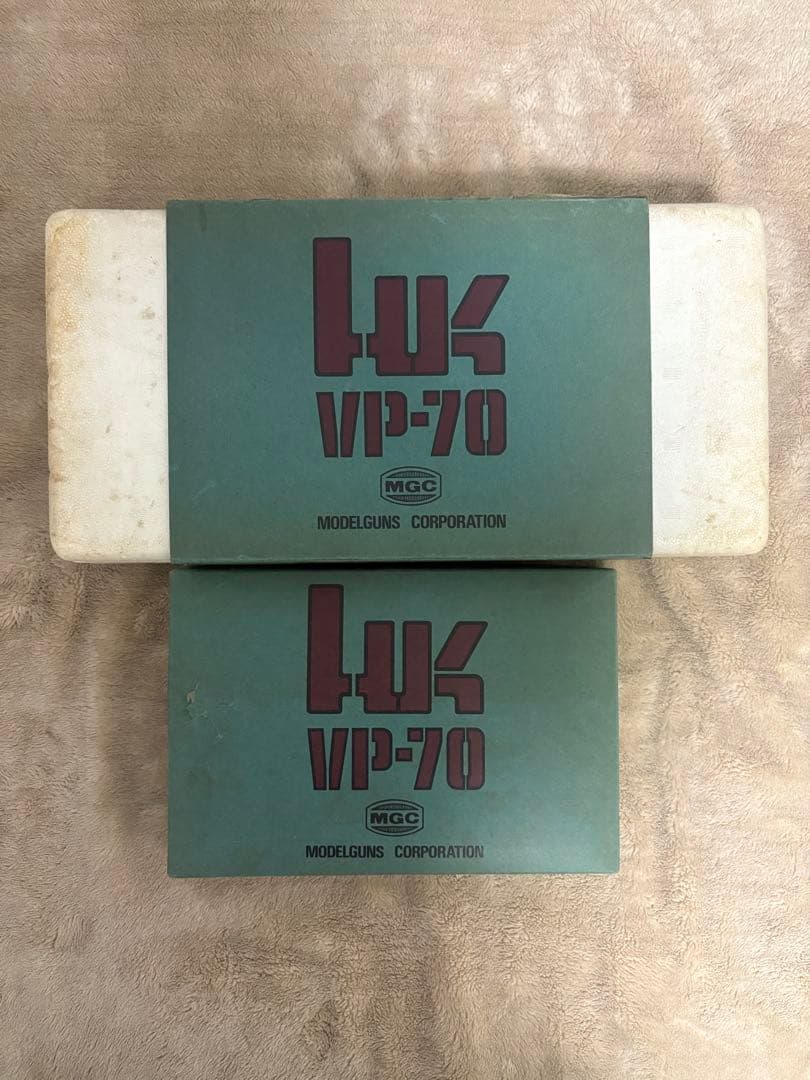 HK
VP-70
MGC
MODELGUNS CORPORATION
HK
VP-70
MGC
MODELGUNS CORPORATION